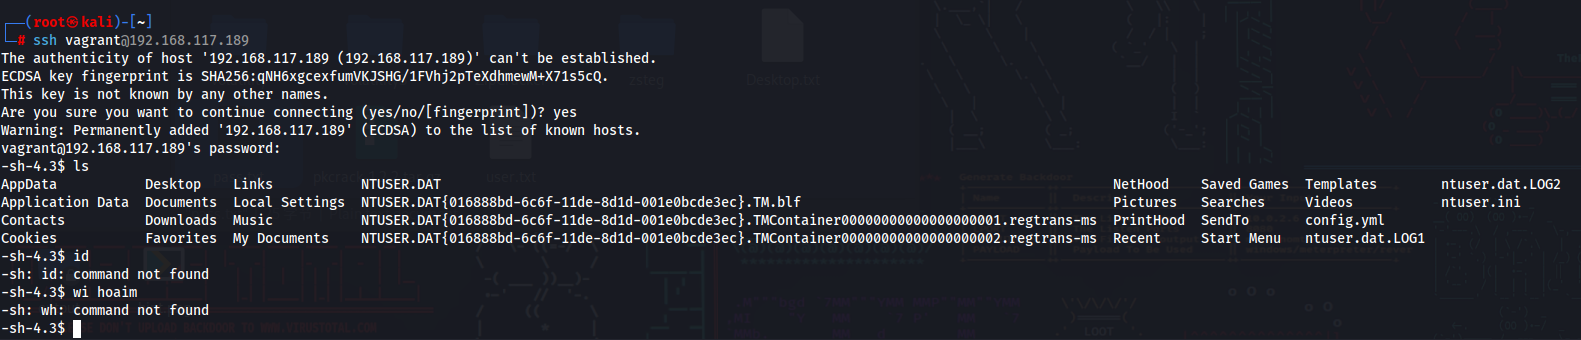 ┌──(root㉿kali)-[~]
└─# ssh vagrant@192.168.117.189
The authenticity of host '192.168.117.189 (192.168.117.189)' can't be established.
ECDSA key fingerprint is SHA256:qNH6xgcexfumVKJSHG/1FVhj2pTeXdhmewM+X71s5cQ.
This key is not known by any other names.
Are you sure you want to continue connecting (yes/no/[fingerprint])? yes
Warning: Permanently added '192.168.117.189' (ECDSA) to the list of known hosts.
vagrant@192.168.117.189's password:
-sh-4.3$ ls
AppData Desktop Links NTUSER.DAT NetHood Saved Games Templates ntuser.dat.LOG2
Application Data Documents Local Settings NTUSER.DAT{016888bd-6c6f-11de-8d1d-001e0bcde3ec}.TM.blf Pictures Searches Videos ntuser.ini
Contacts Downloads Music NTUSER.DAT{016888bd-6c6f-11de-8d1d-001e0bcde3ec}.TMContainer00000000000000000001.regtrans-ms PrintHood SendTo config.yml
Cookies Favorites My Documents NTUSER.DAT{016888bd-6c6f-11de-8d1d-001e0bcde3ec}.TMContainer00000000000000000002.regtrans-ms Recent Start Menu ntuser.dat.LOG1
-sh-4.3$ id
-sh: id: command not found
-sh-4.3$ wi hoaim
-sh: wh: command not found
-sh-4.3$
zsteg
Desktop.txt
user.txt
LOOT